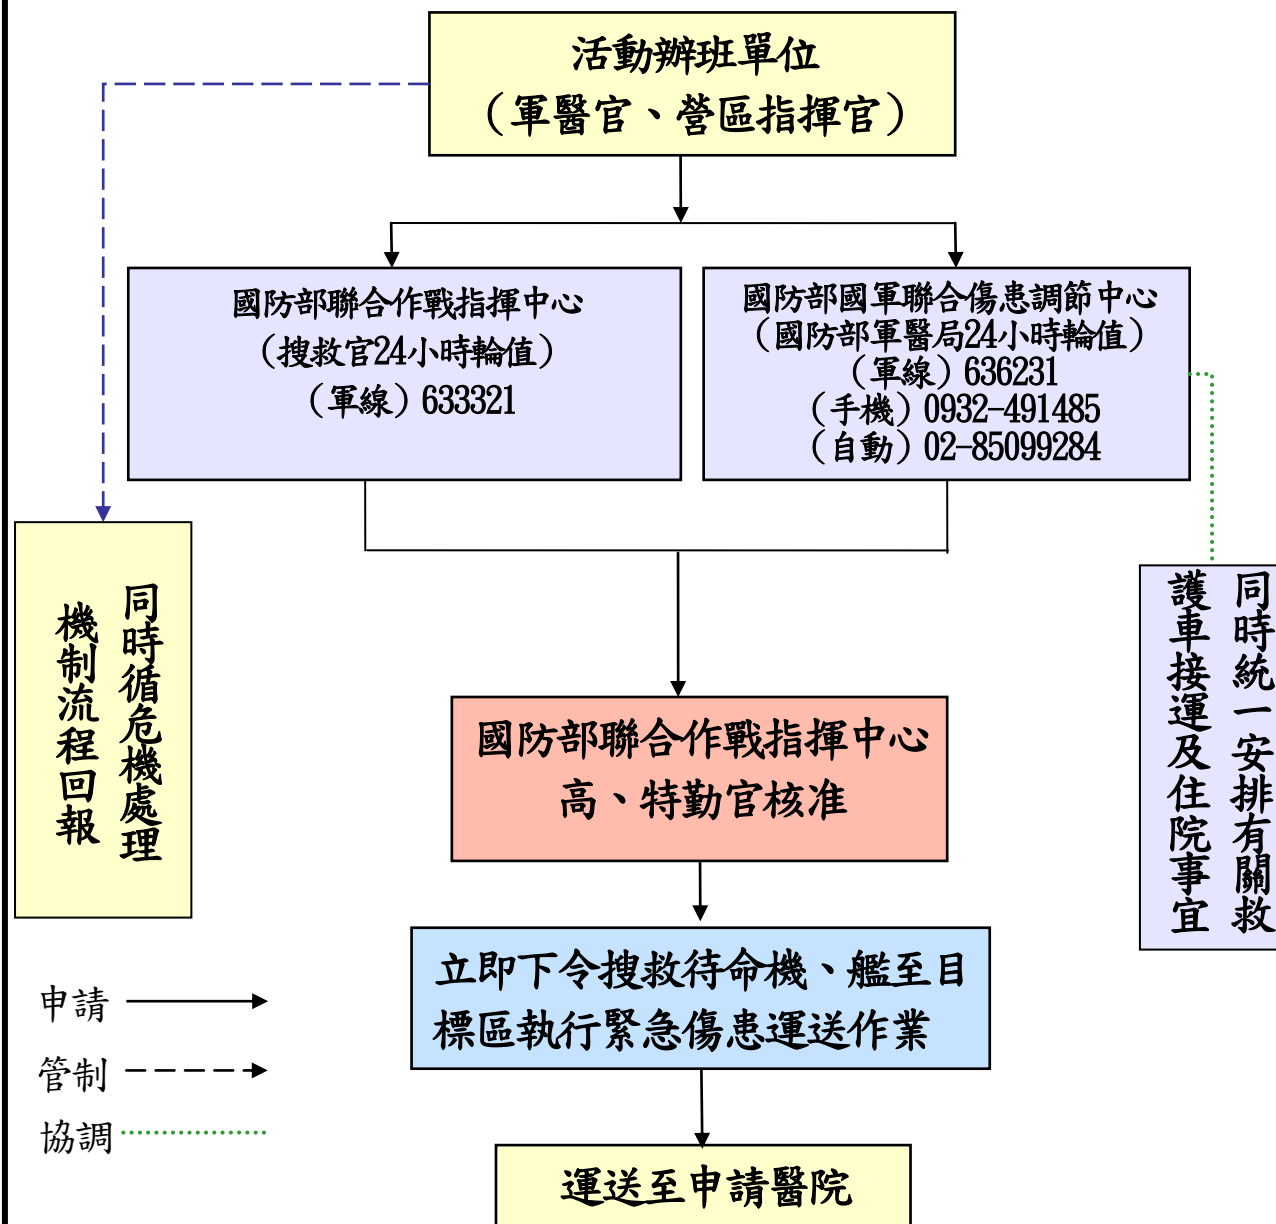 活動辦班單位
（軍醫官、營區指揮官）
國防部聯合作戰指揮中心
（搜救官24小時輪值）
（軍線）633321
國防部國軍聯合傷患調節中心
（國防部軍醫局24小時輪值）
（軍線）636231
（手機）0932-491485
（自動）02-85099284
同時循危機處理
機制流程回報
同時統一安排有關救
護車接運及住院事宜
國防部聯合作戰指揮中心
高、特勤官核准
立即下令搜救待命機、艦至目
標區執行緊急傷患運送作業
申請
管制
協調
運送至申請醫院